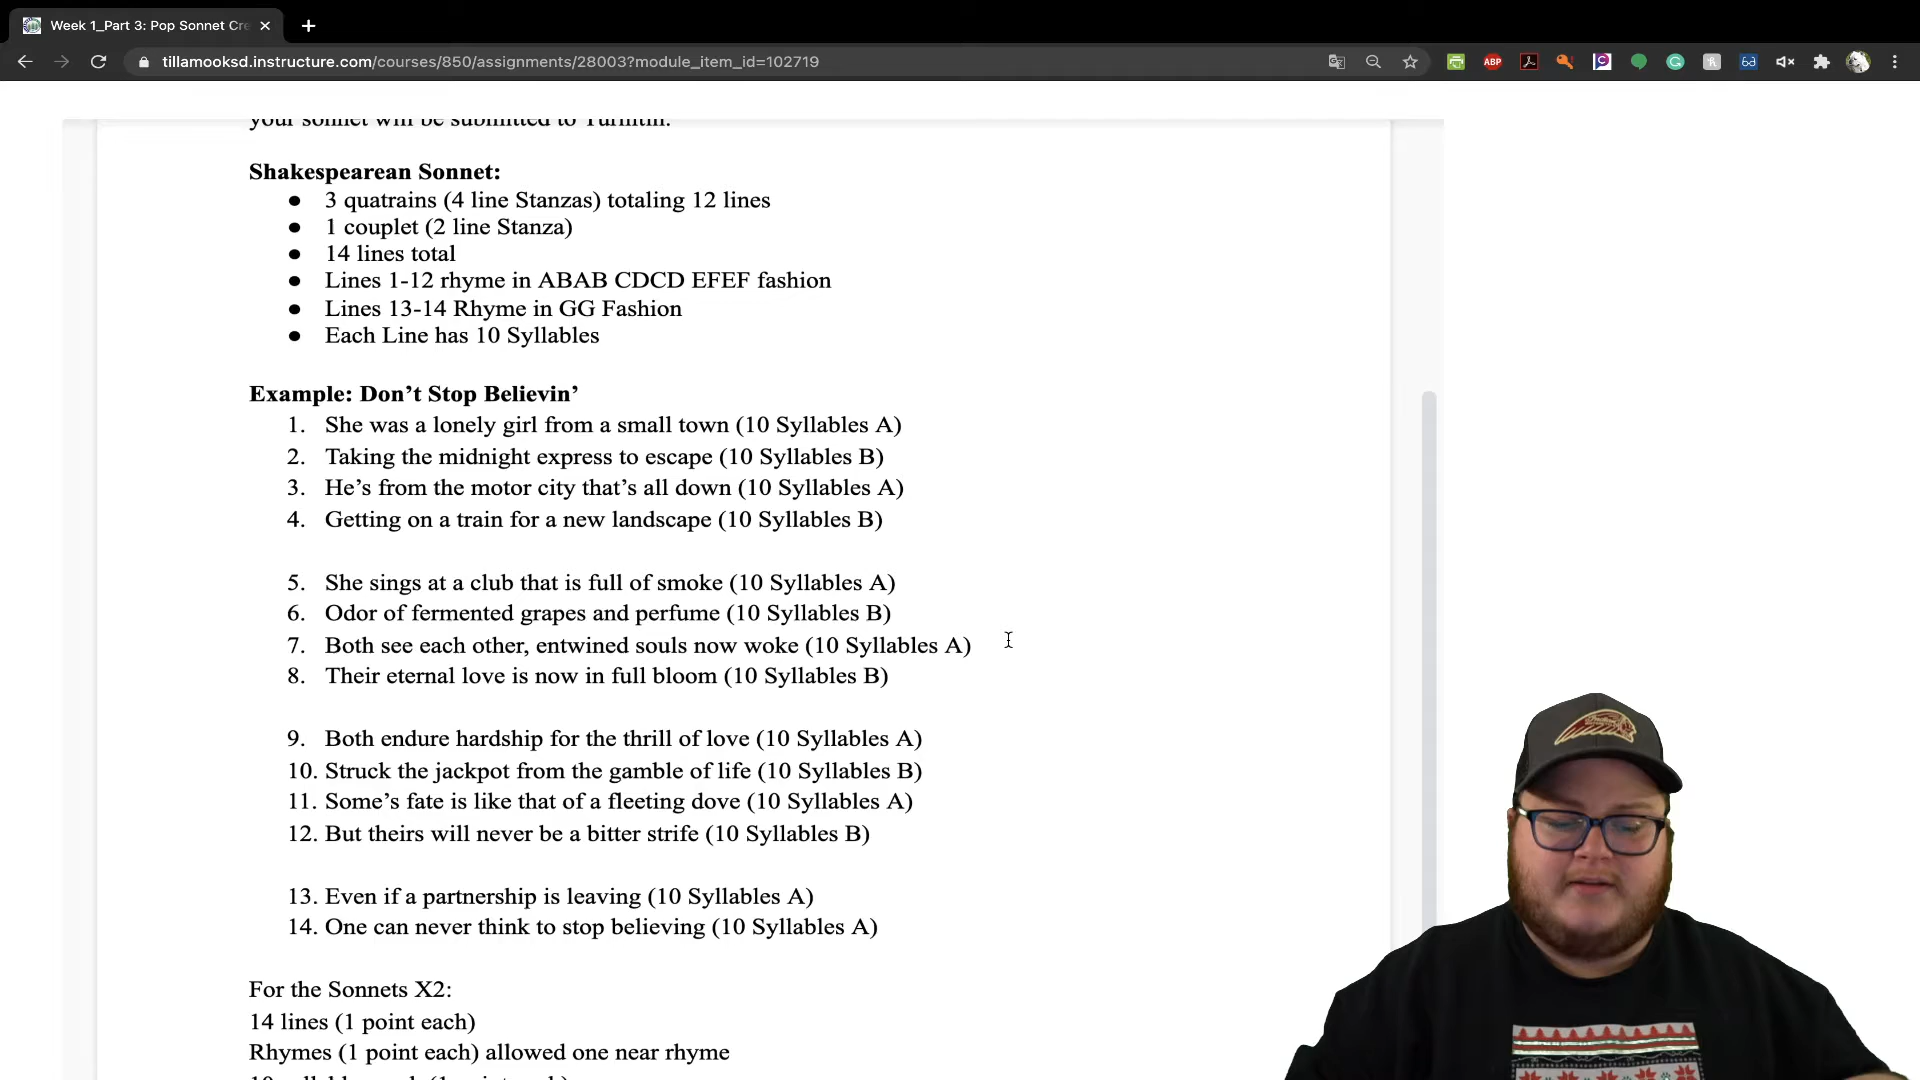 Week 1_Part 3: Pop Sonnet Cre
tillamooksd.instructure.com/courses/850/assignments/28003?module_item_id=102719
ABP
your sonnet will be submitted to Turnitin.
Shakespearean Sonnet:
● 3 quatrains (4 line Stanzas) totaling 12 lines
● 1 couplet (2 line Stanza)
● 14 lines total
● Lines 1-12 rhyme in ABAB CDCD EFEF fashion
● Lines 13-14 Rhyme in GG Fashion
● Each Line has 10 Syllables
Example: Don’t Stop Believin’
1. She was a lonely girl from a small town (10 Syllables A)
2. Taking the midnight express to escape (10 Syllables B)
3. He’s from the motor city that’s all down (10 Syllables A)
4. Getting on a train for a new landscape (10 Syllables B)
5. She sings at a club that is full of smoke (10 Syllables A)
6. Odor of fermented grapes and perfume (10 Syllables B)
7. Both see each other, entwined souls now woke (10 Syllables A)
8. Their eternal love is now in full bloom (10 Syllables B)
9. Both endure hardship for the thrill of love (10 Syllables A)
10. Struck the jackpot from the gamble of life (10 Syllables B)
11. Some’s fate is like that of a fleeting dove (10 Syllables A)
12. But theirs will never be a bitter strife (10 Syllables B)
13. Even if a partnership is leaving (10 Syllables A)
14. One can never think to stop believing (10 Syllables A)
For the Sonnets X2:
14 lines (1 point each)
Rhymes (1 point each) allowed one near rhyme